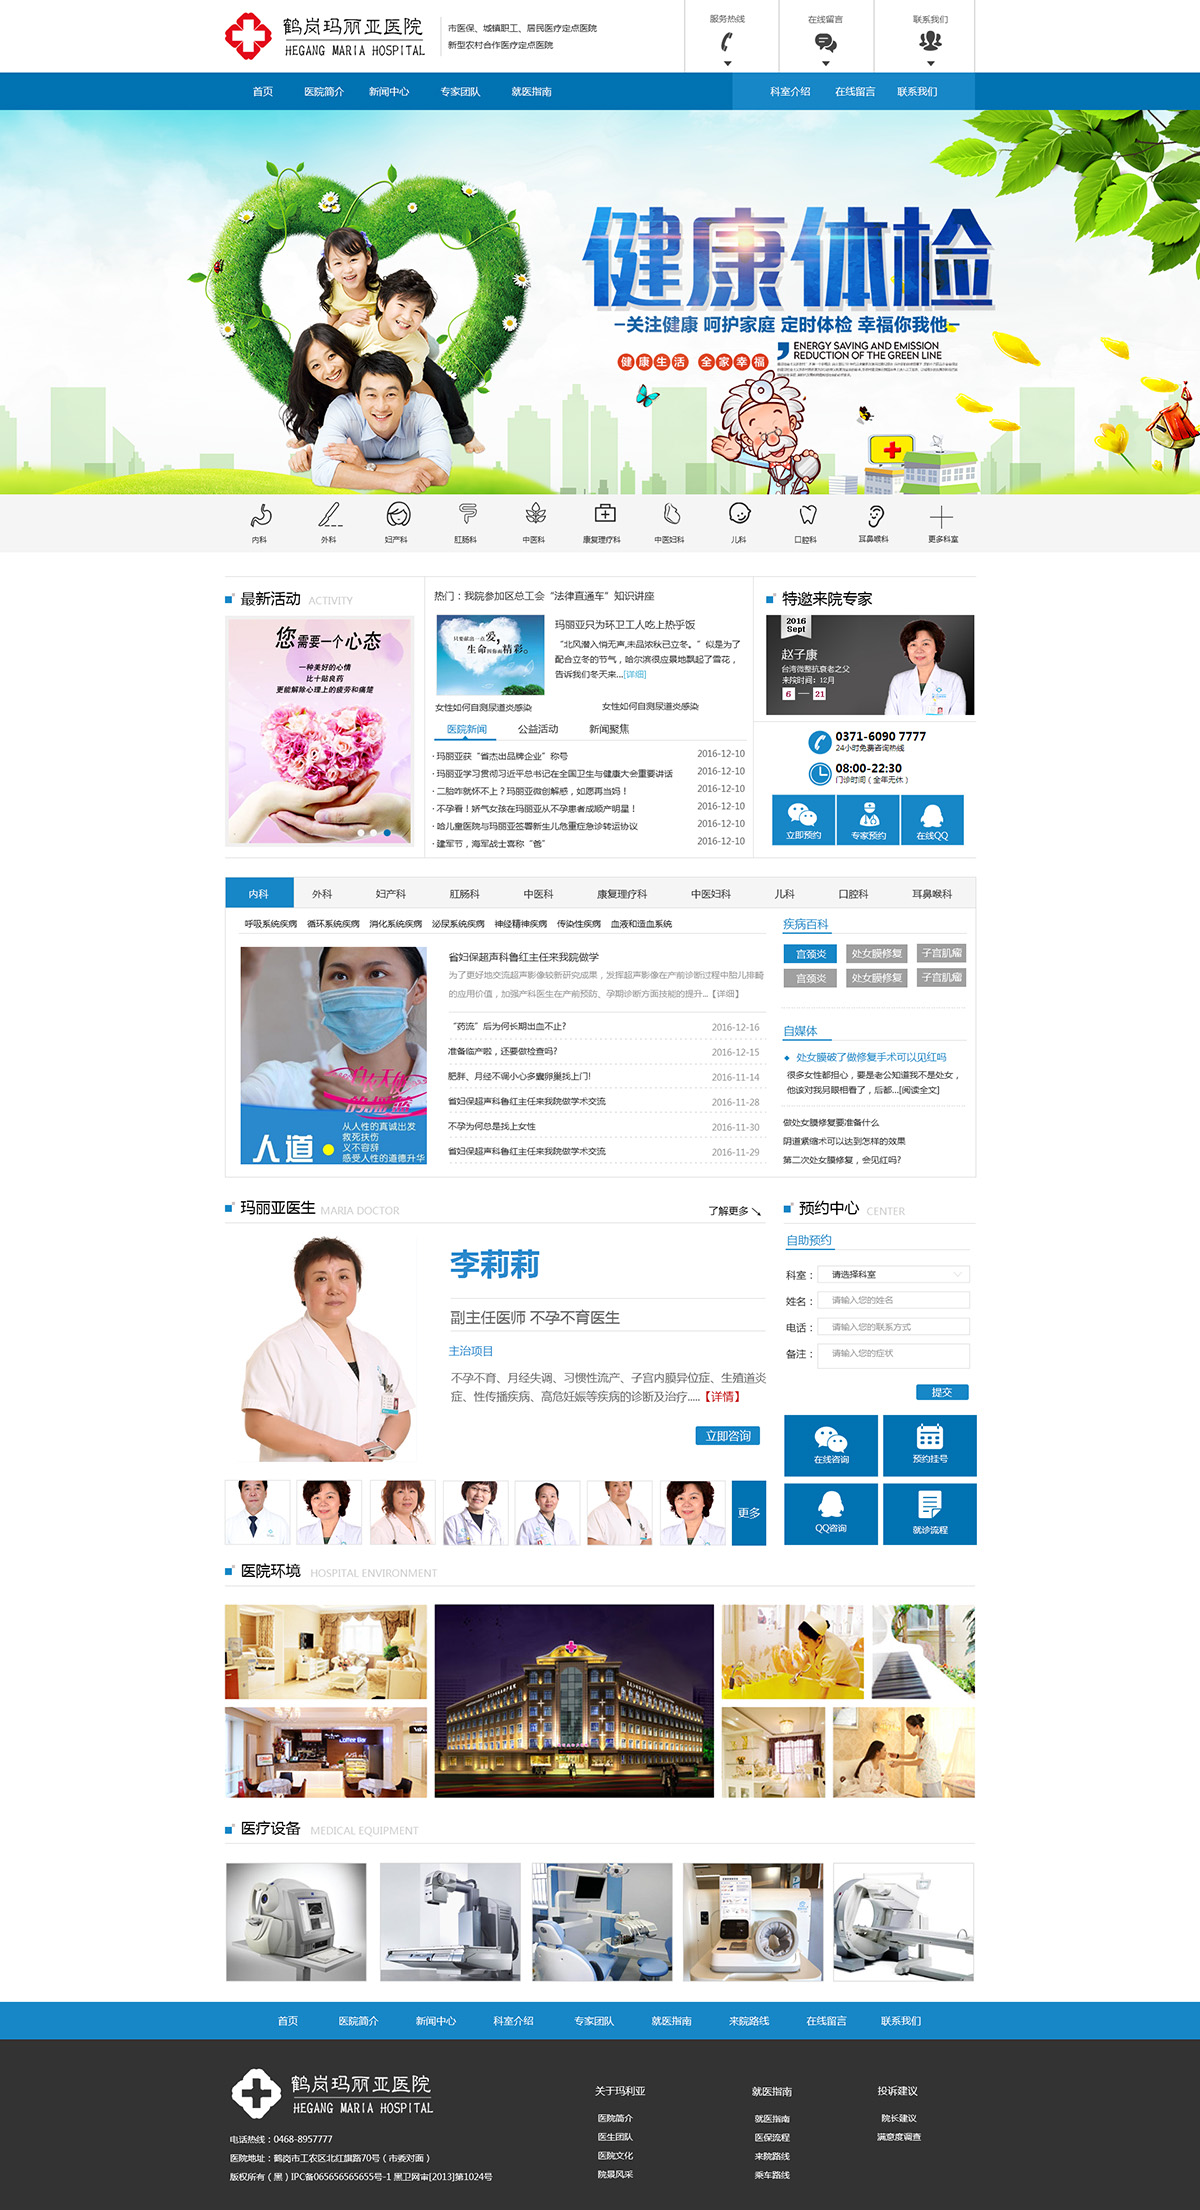 鹤岗玛丽亚医院
HEGANG MARIA HOSPITAL
市医保、城镇职工、居民医疗定点医院
新型农村合作医疗定点医院
服务热线
在线留言
联系我们
首页
医院简介
新闻中心
专家团队
就医指南
科室介绍
在线留言
联系我们
健康体检
关注健康 呵护家庭 定时体检 幸福你我他
健康生活 全家幸福
ENERGY SAVING AND EMISSION
REDUCTION OF THE GREEN LINE
内科
外科
妇产科
肛肠科
中医科
康复理疗科
中医妇科
儿科
口腔科
耳鼻喉科
更多科室
最新活动 ACTIVITY
您需要一个心态
一种美好的心情
比十贴良药
更能解除心理上的疲劳和痛楚
热门：我院参加区总工会“法律直通车”知识讲座
只要献出一点爱,
生命因你而精彩。
玛丽亚只为环卫工人吃上热乎饭
“北风潜入悄无声,未品浓秋已立冬。”似是为了
配合立冬的节气，哈尔滨很应景地飘起了雪花，
告诉我们冬天来...[详细]
女性如何自测尿道炎感染
女性如何自测尿道炎感染
医院新闻
公益活动
新闻聚焦
· 玛丽亚获“省杰出品牌企业”称号 2016-12-10
· 玛丽亚学习贯彻习近平总书记在全国卫生与健康大会重要讲话 2016-12-10
· 二胎咋就怀不上？玛丽亚微创解惑，如愿再当妈！ 2016-12-10
· 不孕看！娇气女孩在玛丽亚从不孕患者成顺产明星！ 2016-12-10
· 哈儿童医院与玛丽亚签署新生儿危重症急诊转运协议 2016-12-10
· 建军节，海军战士喜称“爸” 2016-12-10
特邀来院专家
2016
Sept
赵子康
台湾微整抗衰老之父
来院时间：12月
6 — 21
0371-6090 7777
24小时免费咨询热线
08:00-22:30
门诊时间（全年无休）
立即预约
专家预约
在线QQ
内科
外科
妇产科
肛肠科
中医科
康复理疗科
中医妇科
儿科
口腔科
耳鼻喉科
呼吸系统疾病 循环系统疾病 消化系统疾病 泌尿系统疾病 神经精神疾病 传染性疾病 血液和造血系统
白衣天使
人道
从人性的真诚出发
救死扶伤
义不容辞
感受人性的道德升华
省妇保超声科鲁红主任来我院做学
为了更好地交流超声影像较新研究成果，发挥超声影像在产前诊断过程中胎儿排畸
的应用价值，加强产科医生在产前预防、孕期诊断方面技能的提升...【详细】
“药流”后为何长期出血不止? 2016-12-16
准备临产啦，还要做检查吗? 2016-12-15
肥胖、月经不调小心多囊卵巢找上门! 2016-11-14
省妇保超声科鲁红主任来我院做学术交流 2016-11-28
不孕为何总是找上女性 2016-11-30
省妇保超声科鲁红主任来我院做学术交流 2016-11-29
疾病百科
宫颈炎 处女膜修复 子宫肌瘤
宫颈炎 处女膜修复 子宫肌瘤
自媒体
处女膜破了做修复手术可以见红吗
很多女性都担心，要是老公知道我不是处女，
他该对我另眼相看了，后都...[阅读全文]
做处女膜修复要准备什么
阴道紧缩术可以达到怎样的效果
第二次处女膜修复，会见红吗?
玛丽亚医生 MARIA DOCTOR
了解更多
李莉莉
副主任医师 不孕不育医生
主治项目
不孕不育、月经失调、习惯性流产、子宫内膜异位症、生殖道炎
症、性传播疾病、高危妊娠等疾病的诊断及治疗.....【详情】
立即咨询
更多
预约中心 CENTER
自助预约
科室： 请选择科室
姓名： 请输入您的姓名
电话： 请输入您的联系方式
备注： 请输入您的症状
提交
在线咨询
预约挂号
QQ咨询
就诊流程
医院环境 HOSPITAL ENVIRONMENT
Coffee Bar
医疗设备 MEDICAL EQUIPMENT
首页
医院简介
新闻中心
科室介绍
专家团队
就医指南
来院路线
在线留言
联系我们
鹤岗玛丽亚医院
HEGANG MARIA HOSPITAL
电话热线：0468-8957777
医院地址：鹤岗市工农区北红旗路70号（市委对面）
版权所有（黑）IPC备065656565655号-1 黑卫网审[2013]第1024号
关于玛利亚
医院简介
医生团队
医院文化
院景风采
就医指南
就医指南
医保流程
来院路线
乘车路线
投诉建议
院长建议
满意度调查